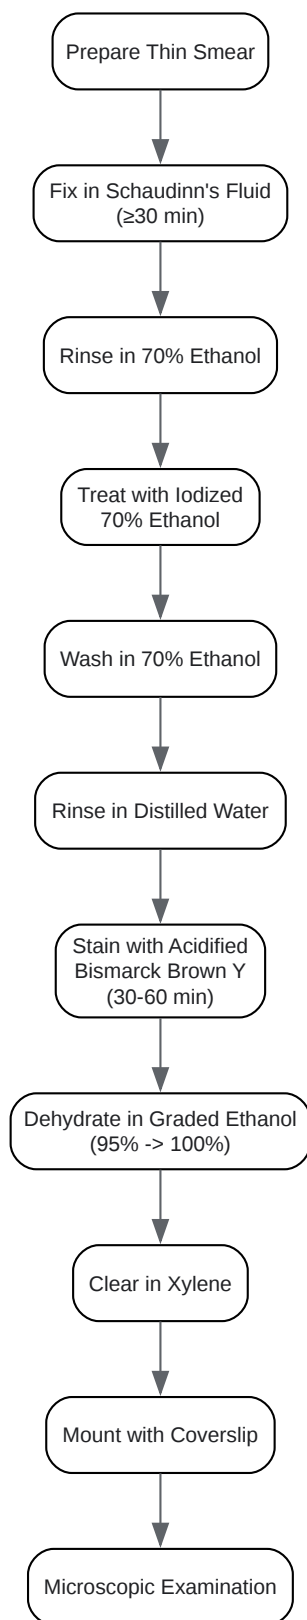 Prepare Thin Smear
Fix in Schaudinn's Fluid
(≥30 min)
Rinse in 70% Ethanol
Treat with Iodized
70% Ethanol
Wash in 70% Ethanol
Rinse in Distilled Water
Stain with Acidified
Bismarck Brown Y
(30-60 min)
Dehydrate in Graded Ethanol
(95% -> 100%)
Clear in Xylene
Mount with Coverslip
Microscopic Examination